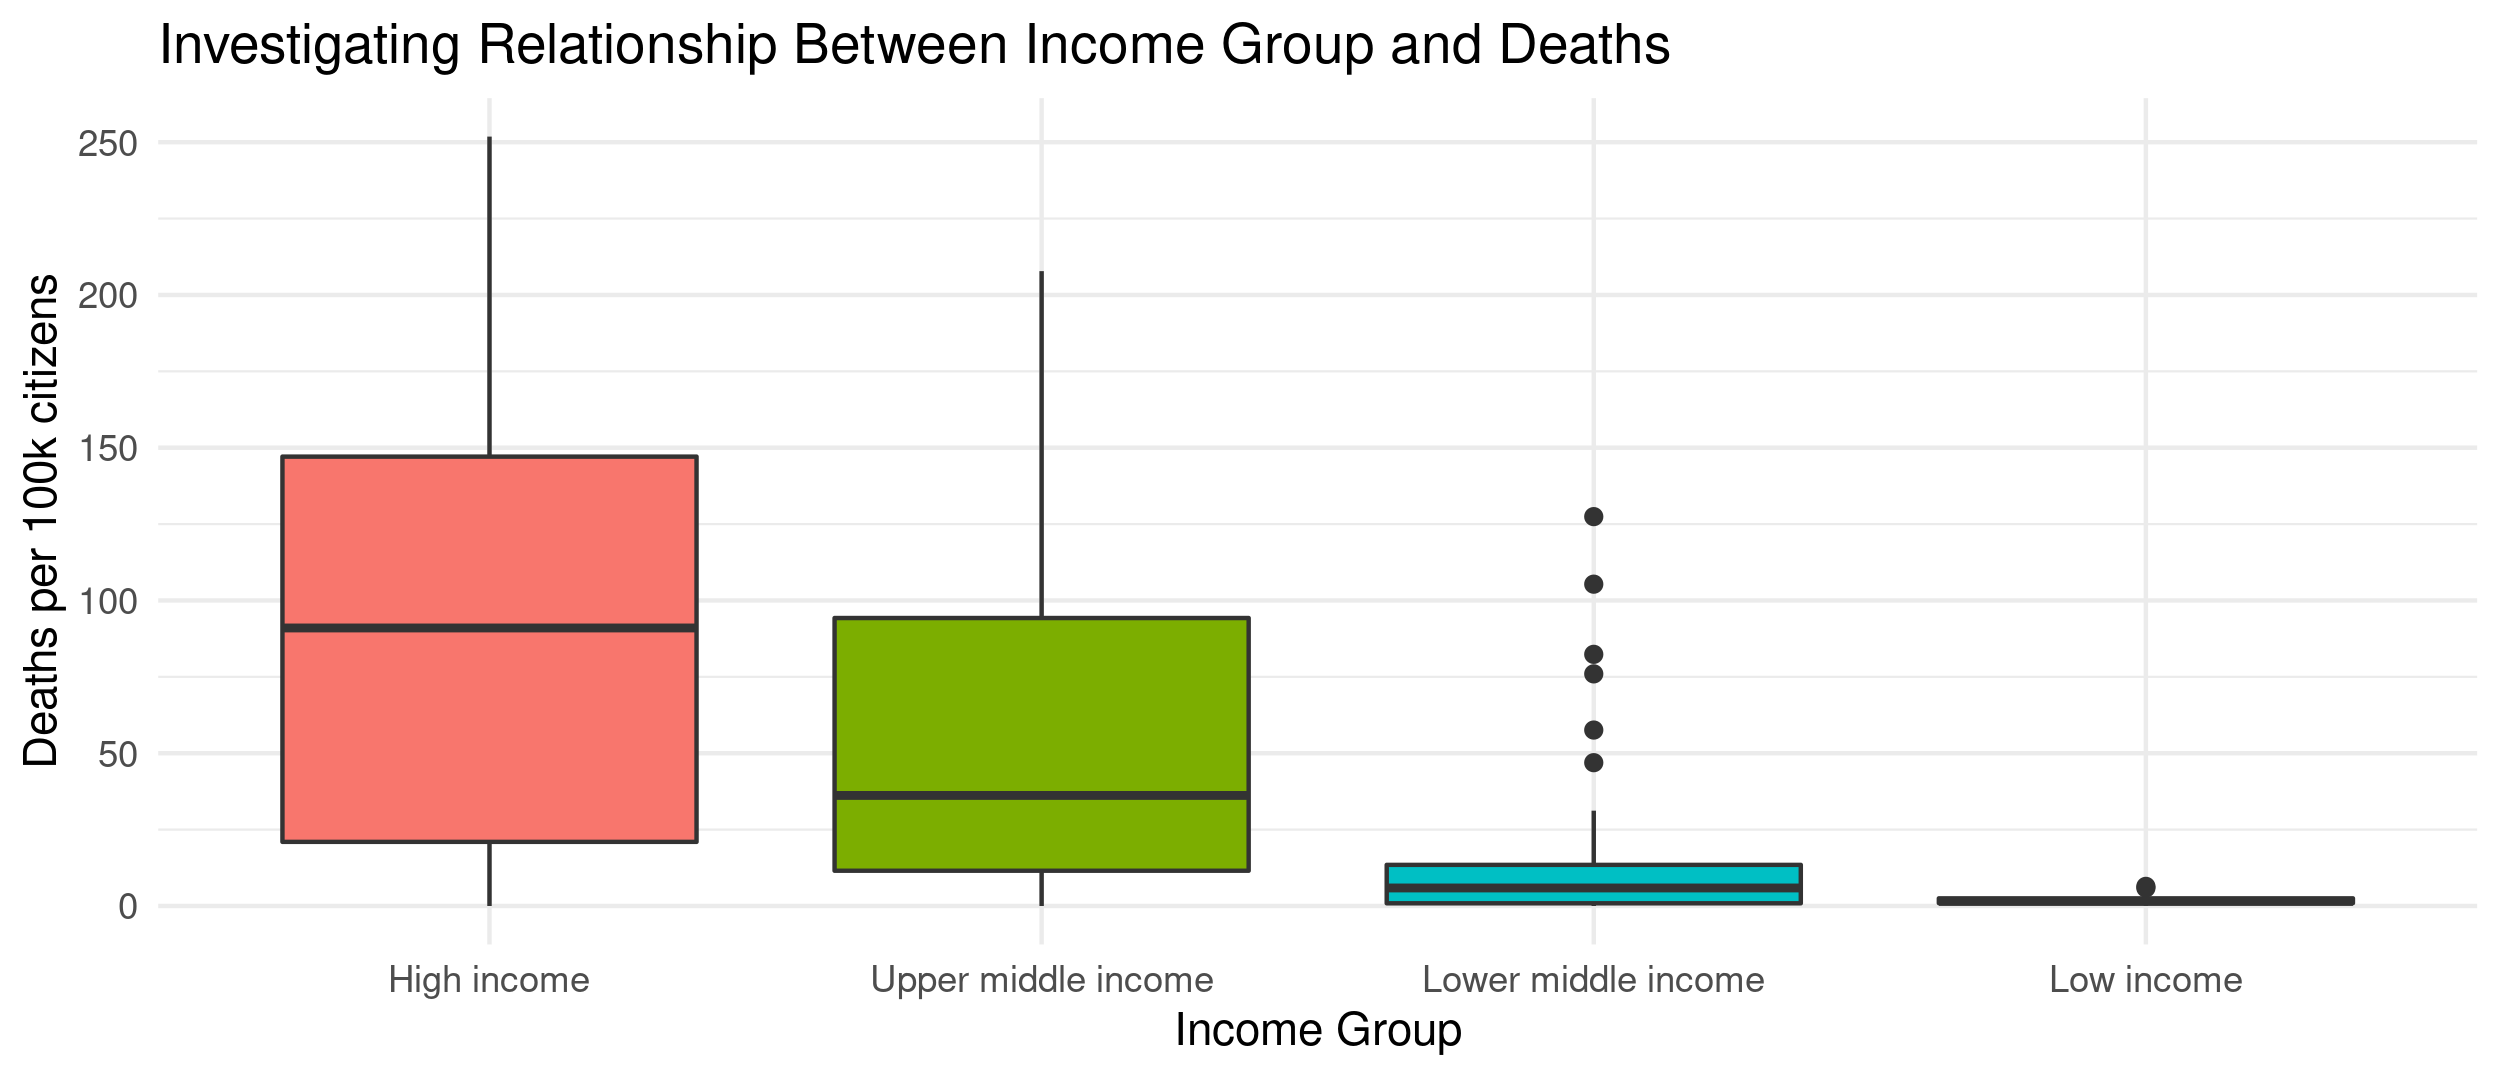 Investigating Relationship Between Income Group and Deaths
Deaths per 100k citizens
250
200
150
100
50
0
High income
Upper middle income
Lower middle income
Low income
Income Group